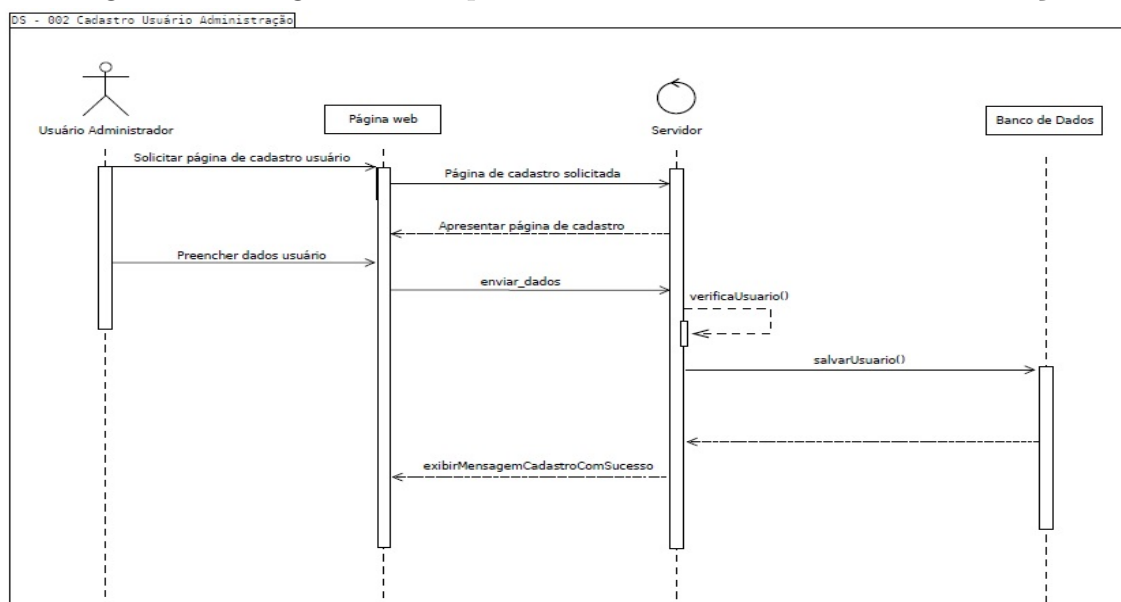 DS - 002 Cadastro Usuário Administração
Usuário Administrador
Página web
Servidor
Banco de Dados
Solicitar página de cadastro usuário
Página de cadastro solicitada
Apresentar página de cadastro
Preencher dados usuário
enviar_dados
verificaUsuario()
salvarUsuario()
exibirMensagemCadastroComSucesso